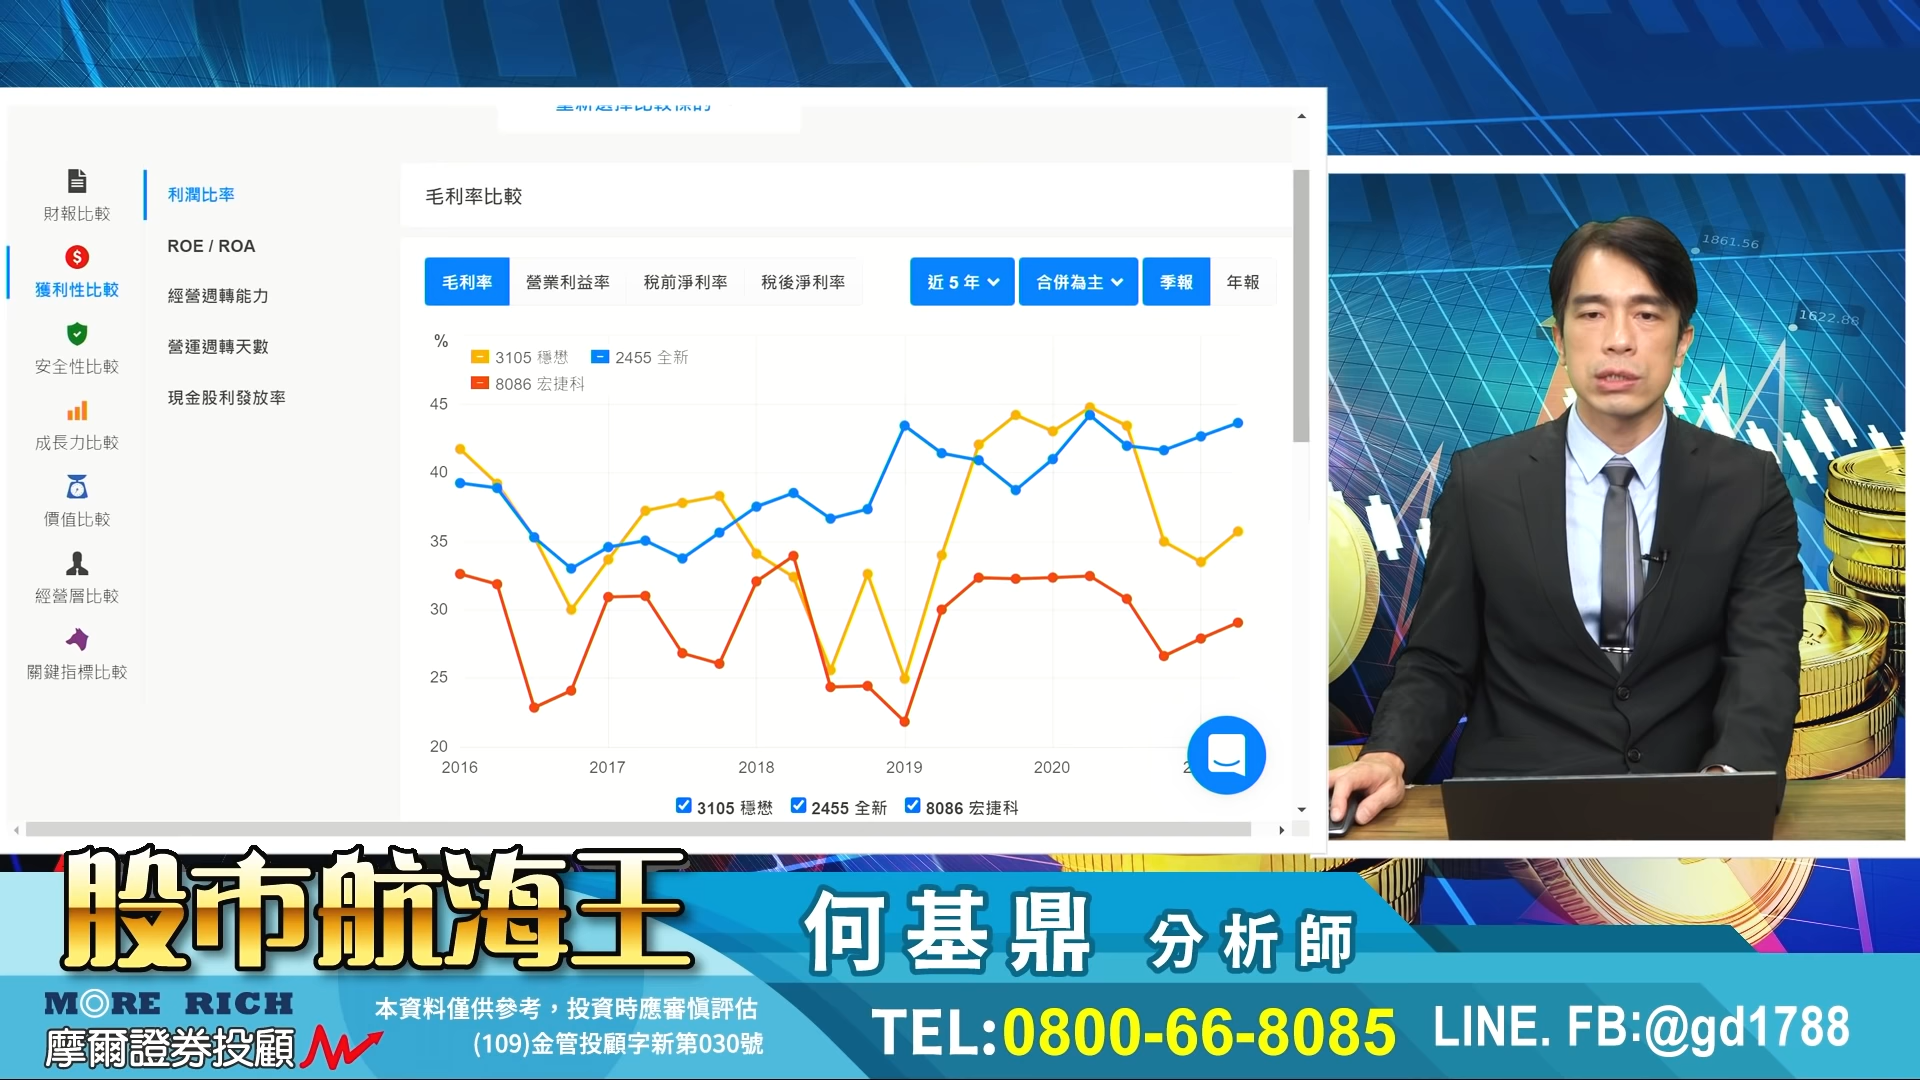 重新選擇比較標的
財報比較
獲利性比較
安全性比較
成長力比較
價值比較
經營層比較
關鍵指標比較
利潤比率
ROE / ROA
經營週轉能力
營運週轉天數
現金股利發放率
毛利率比較
毛利率 營業利益率 稅前淨利率 稅後淨利率 近 5 年 合併為主 季報 年報
%
3105 穩懋 2455 全新
8086 宏捷科
45
40
35
30
25
20
2016 2017 2018 2019 2020 2
3105 穩懋 2455 全新 8086 宏捷科
1861.56
1622.88
股市航海王
MORE RICH
摩爾證券投顧
本資料僅供參考，投資時應審慎評估
(109)金管投顧字新第030號
何基鼎 分析師
TEL:0800-66-8085
LINE. FB:@gd1788